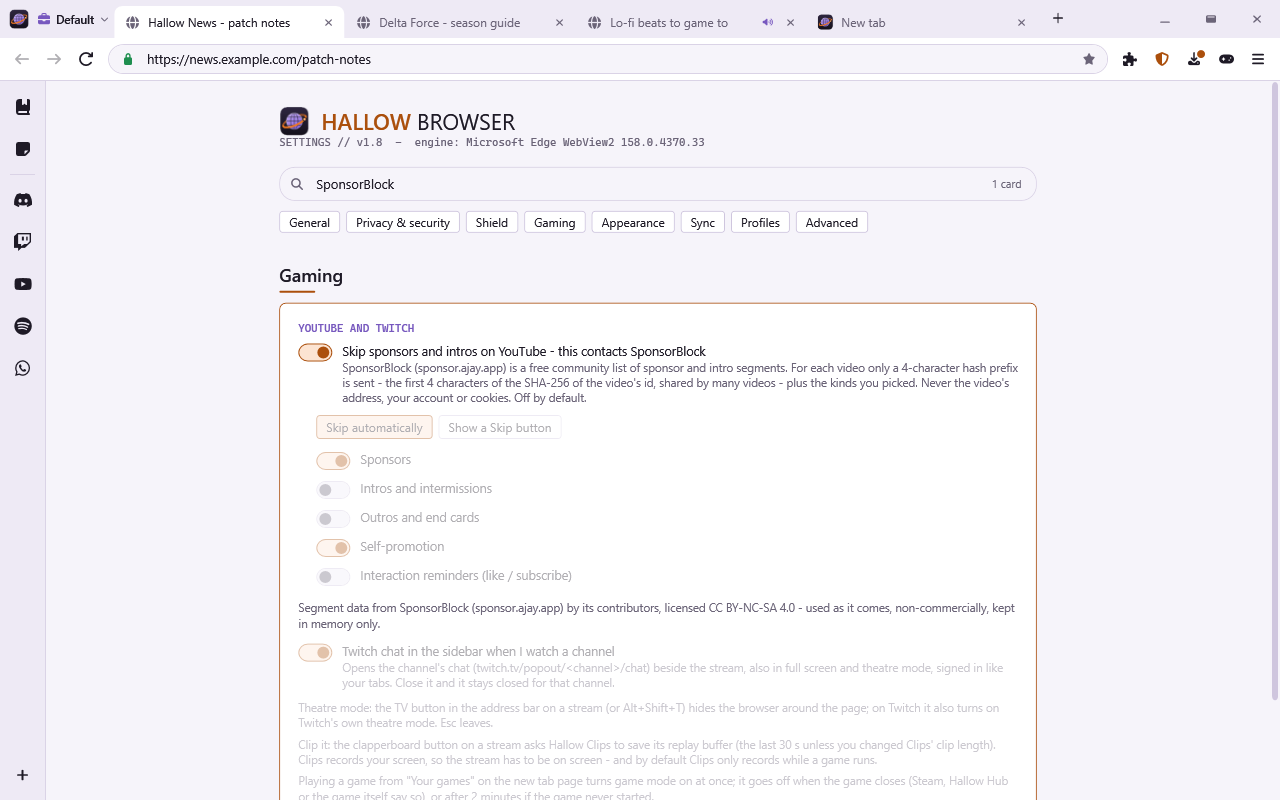 Default
Hallow News - patch notes
Delta Force - season guide
Lo-fi beats to game to
New tab
https://news.example.com/patch-notes
HALLOW BROWSER
SETTINGS // v1.8 – engine: Microsoft Edge WebView2 158.0.4370.33
SponsorBlock
1 card
General
Privacy & security
Shield
Gaming
Appearance
Sync
Profiles
Advanced
Gaming
YOUTUBE AND TWITCH
Skip sponsors and intros on YouTube - this contacts SponsorBlock
SponsorBlock (sponsor.ajay.app) is a free community list of sponsor and intro segments. For each video only a 4-character hash prefix
is sent - the first 4 characters of the SHA-256 of the video's id, shared by many videos - plus the kinds you picked. Never the video's
address, your account or cookies. Off by default.
Skip automatically
Show a Skip button
Sponsors
Intros and intermissions
Outros and end cards
Self-promotion
Interaction reminders (like / subscribe)
Segment data from SponsorBlock (sponsor.ajay.app) by its contributors, licensed CC BY-NC-SA 4.0 - used as it comes, non-commercially, kept
in memory only.
Twitch chat in the sidebar when I watch a channel
Opens the channel's chat (twitch.tv/popout/<channel>/chat) beside the stream, also in full screen and theatre mode, signed in like
your tabs. Close it and it stays closed for that channel.
Theatre mode: the TV button in the address bar on a stream (or Alt+Shift+T) hides the browser around the page; on Twitch it also turns on
Twitch's own theatre mode. Esc leaves.
Clip it: the clapperboard button on a stream asks Hallow Clips to save its replay buffer (the last 30 s unless you changed Clips' clip length).
Clips records your screen, so the stream has to be on screen - and by default Clips only records while a game runs.
Playing a game from "Your games" on the new tab page turns game mode on at once; it goes off when the game closes (Steam, Hallow Hub
or the game itself say so), or after 2 minutes if the game never started.